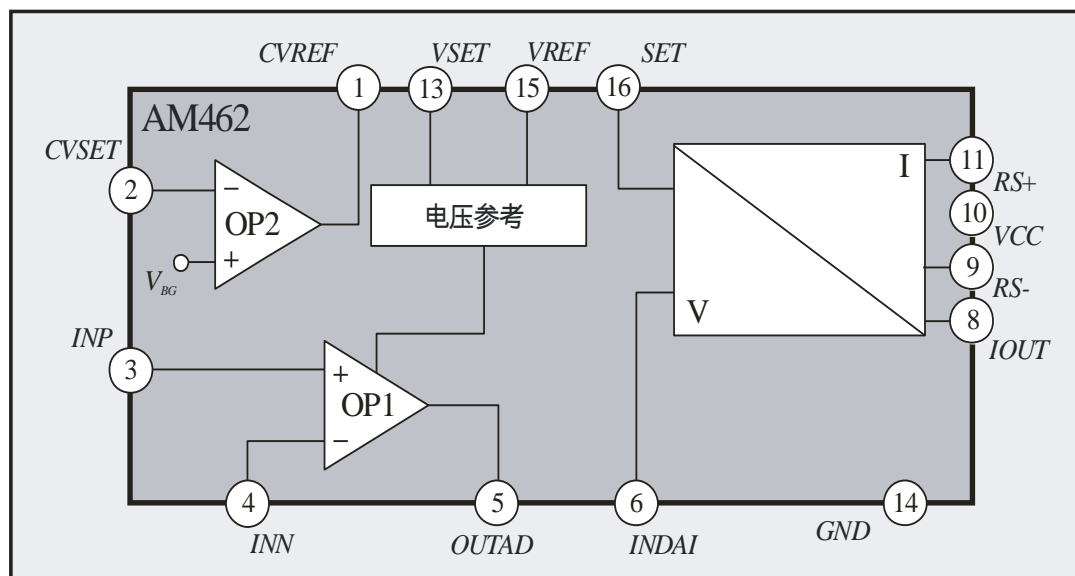 CVREF VSET VREF SET
1 13 15 16
AM462
CVSET
2
−
OP2
+
V_BG
电压参考
I
V
11
RS+
10
VCC
9
RS-
8
IOUT
INP
3
+
OP1
−
4 5 6 14
INN OUTAD INDAI GND